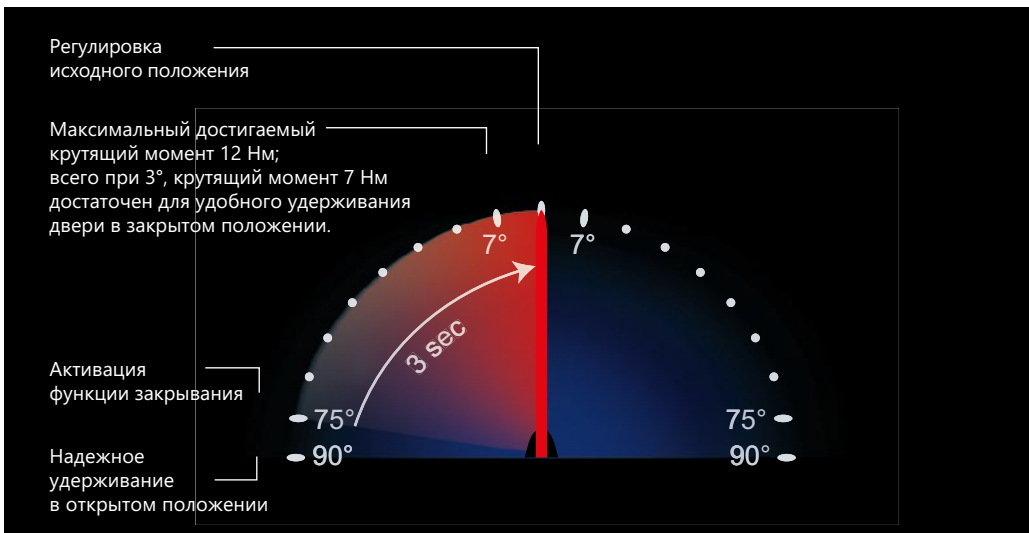 Регулировка
исходного положения
Максимальный достигаемый
крутящий момент 12 Нм;
всего при 3°, крутящий момент 7 Нм
достаточен для удобного удерживания
двери в закрытом положении.
7°
7°
3 sec
Активация
функции закрывания
75°
75°
90°
90°
Надежное
удерживание
в открытом положении